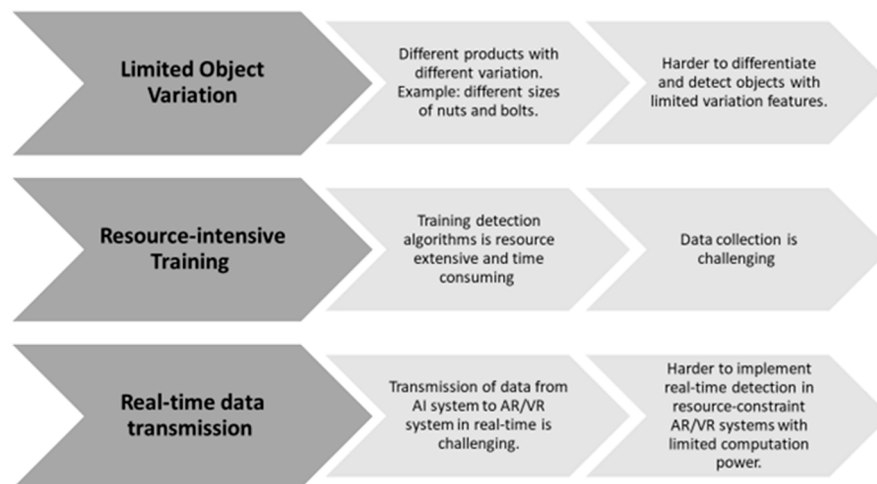 Limited Object
Variation
Different products with
different variation.
Example: different sizes
of nuts and bolts.
Harder to differentiate
and detect objects with
limited variation features.
Resource-intensive
Training
Training detection
algorithms is resource
extensive and time
consuming
Data collection is
challenging
Real-time data
transmission
Transmission of data from
AI system to AR/VR
system in real-time is
challenging.
Harder to implement
real-time detection in
resource-constraint
AR/VR systems with
limited computation
power.